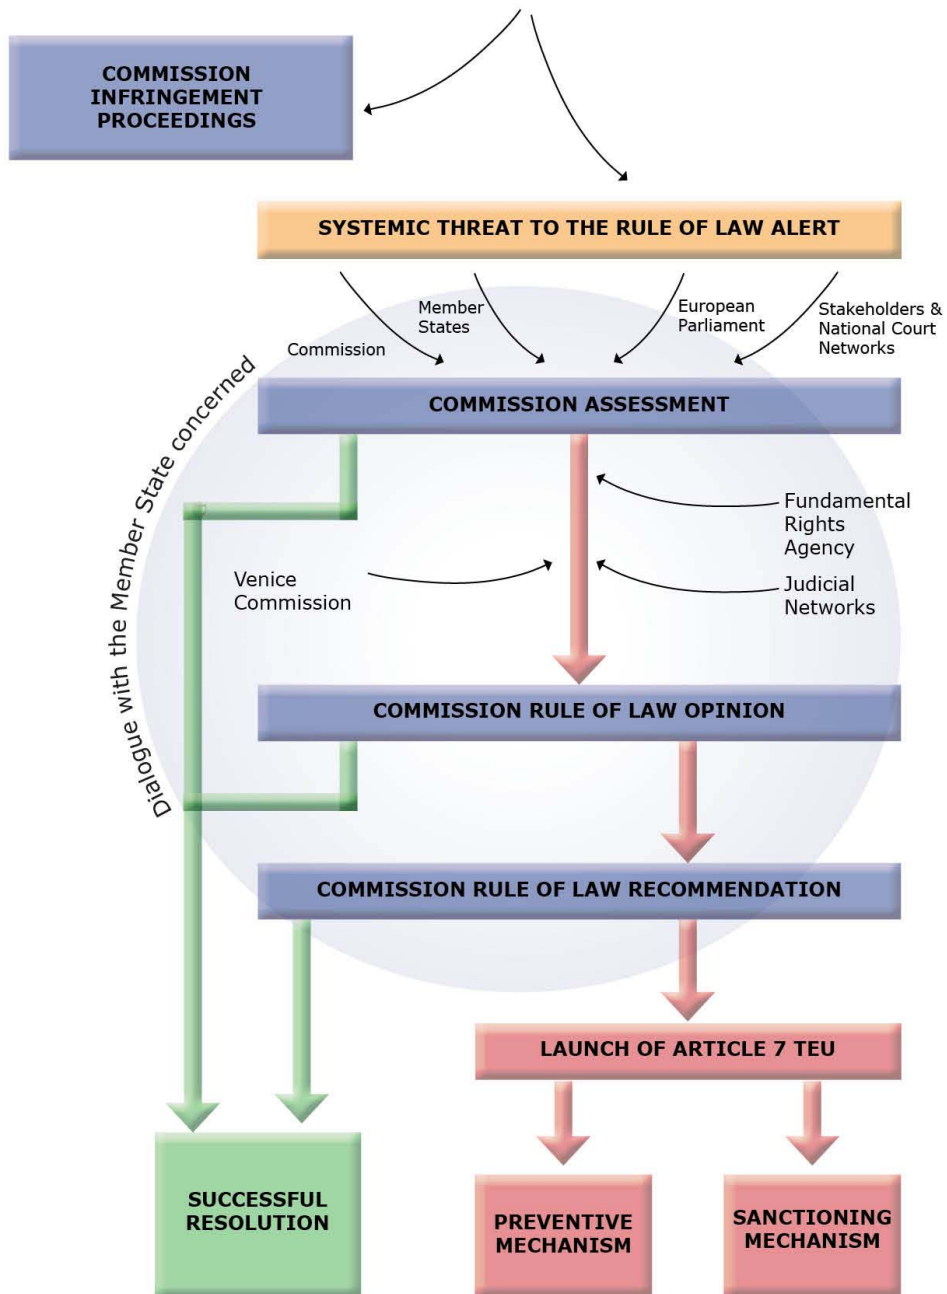 COMMISSION
INFRINGEMENT
PROCEEDINGS
SYSTEMIC THREAT TO THE RULE OF LAW ALERT
Commission
Member
States
European
Parliament
Stakeholders &
National Court
Networks
Dialogue with the Member State concerned
COMMISSION ASSESSMENT
Fundamental
Rights
Agency
Venice
Commission
Judicial
Networks
COMMISSION RULE OF LAW OPINION
COMMISSION RULE OF LAW RECOMMENDATION
LAUNCH OF ARTICLE 7 TEU
SUCCESSFUL
RESOLUTION
PREVENTIVE
MECHANISM
SANCTIONING
MECHANISM